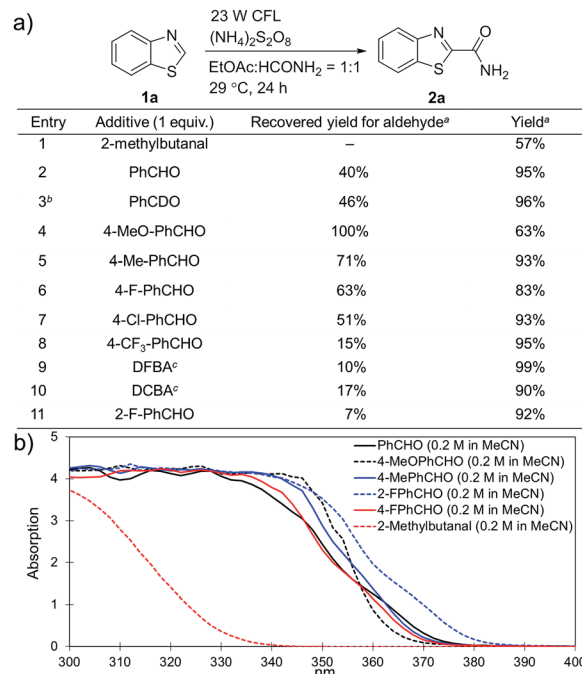 a)
23 W CFL
(NH₄)₂S₂O₈
EtOAc:HCONH₂ = 1:1
29 °C, 24 h
N
S
1a
N
S
O
NH₂
2a
Entry Additive (1 equiv.) Recovered yield for aldehydeᵃ Yieldᵃ
1 2-methylbutanal – 57%
2 PhCHO 40% 95%
3ᵇ PhCDO 46% 96%
4 4-MeO-PhCHO 100% 63%
5 4-Me-PhCHO 71% 93%
6 4-F-PhCHO 63% 83%
7 4-Cl-PhCHO 51% 93%
8 4-CF₃-PhCHO 15% 95%
9 DFBAᶜ 10% 99%
10 DCBAᶜ 17% 90%
11 2-F-PhCHO 7% 92%
b)
Absorption
5
4
3
2
1
0
PhCHO (0.2 M in MeCN)
4-MeOPhCHO (0.2 M in MeCN)
4-MePhCHO (0.2 M in MeCN)
2-FPhCHO (0.2 M in MeCN)
4-FPhCHO (0.2 M in MeCN)
2-Methylbutanal (0.2 M in MeCN)
300 310 320 330 340 350 360 370 380 390 400
nm